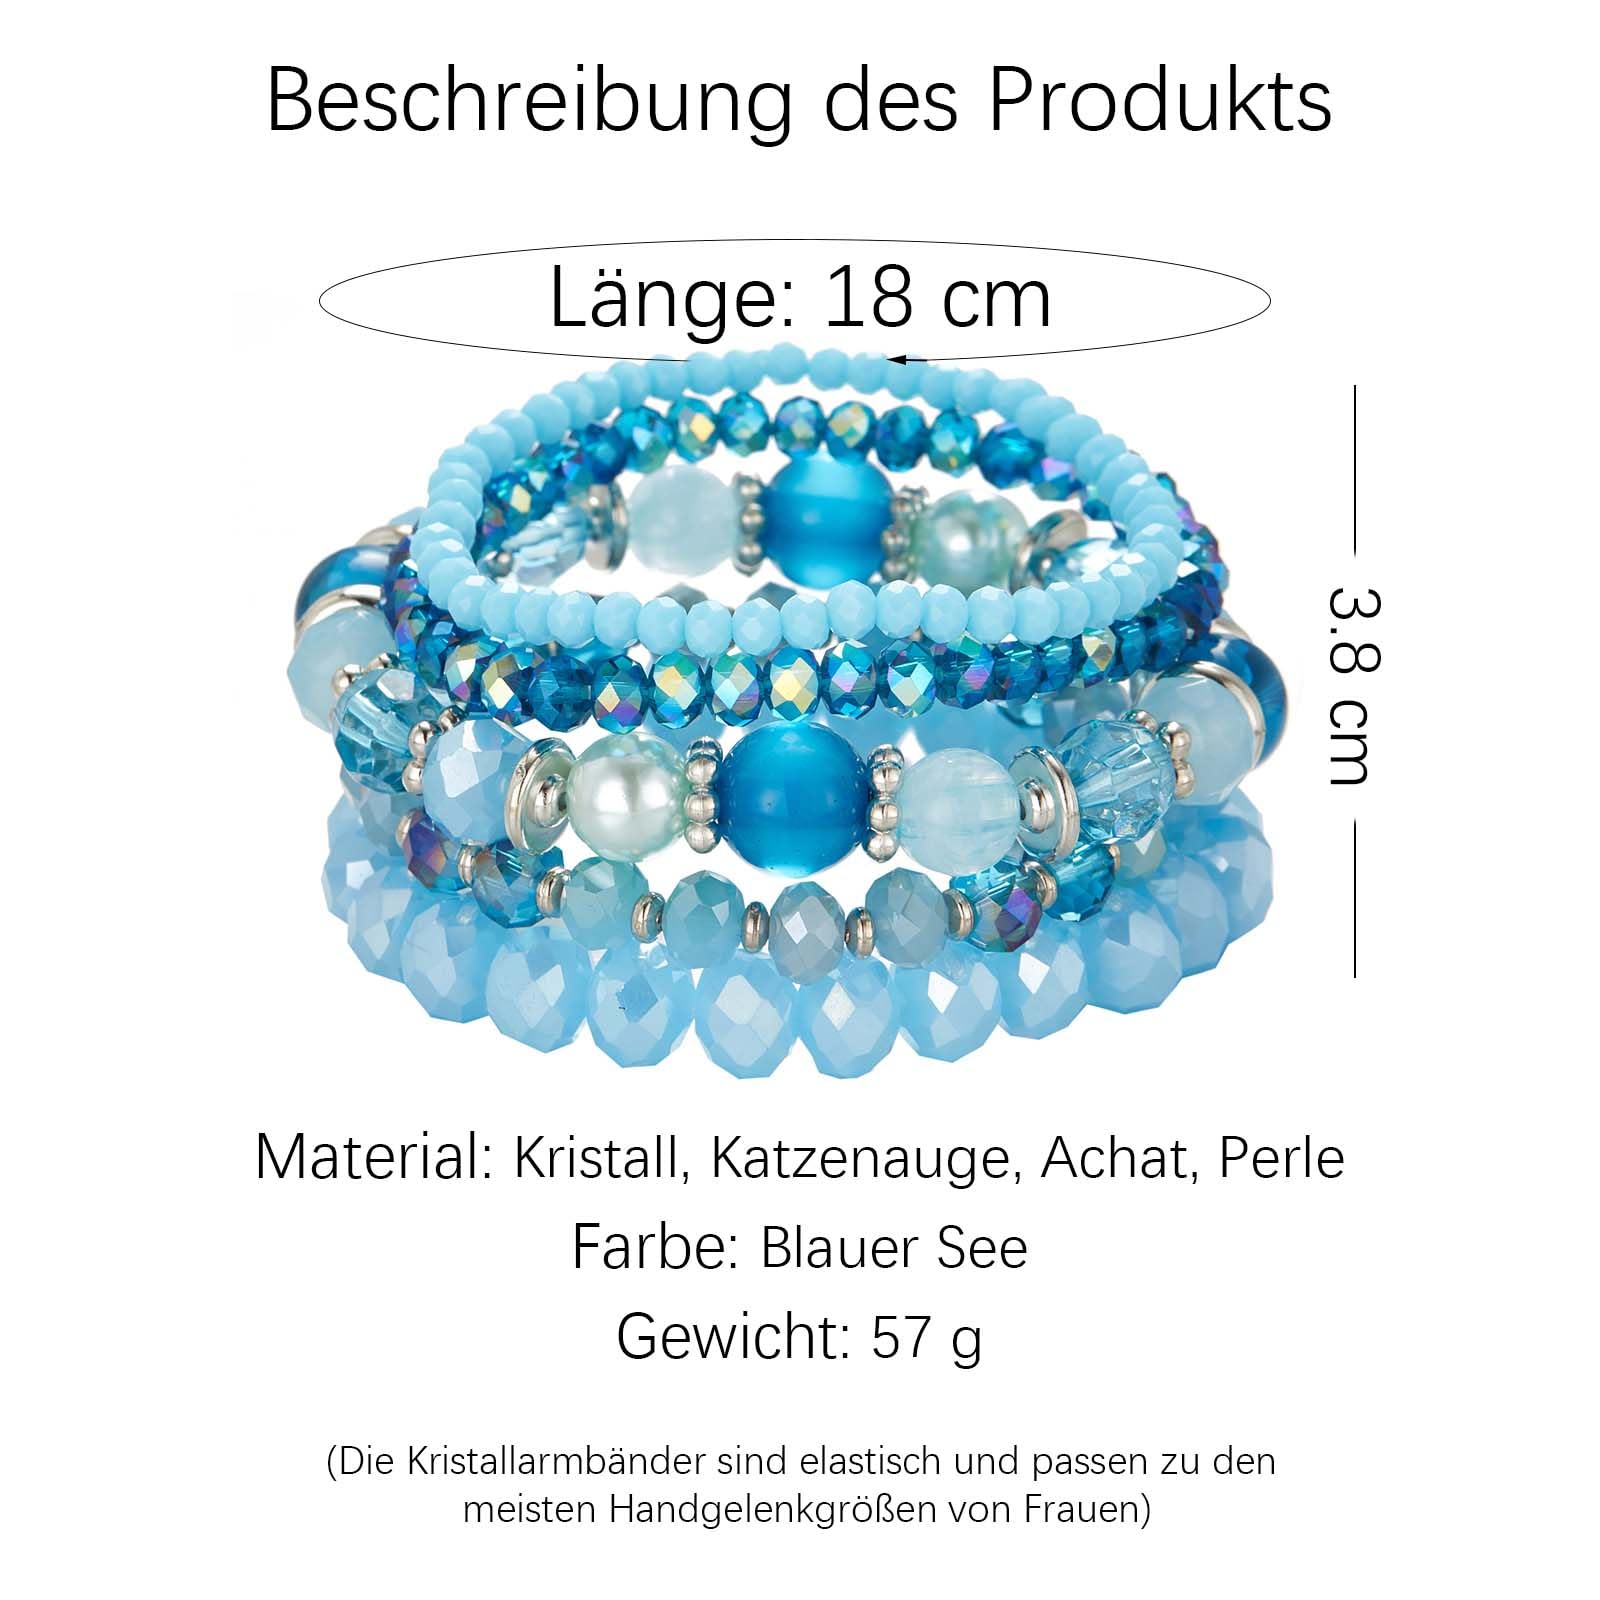 Beschreibung des Produkts
Länge: 18 cm
3.8 cm
Material: Kristall, Katzenauge, Achat, Perle
Farbe: Blauer See
Gewicht: 57 g
(Die Kristallarmbänder sind elastisch und passen zu den
meisten Handgelenkgrößen von Frauen)